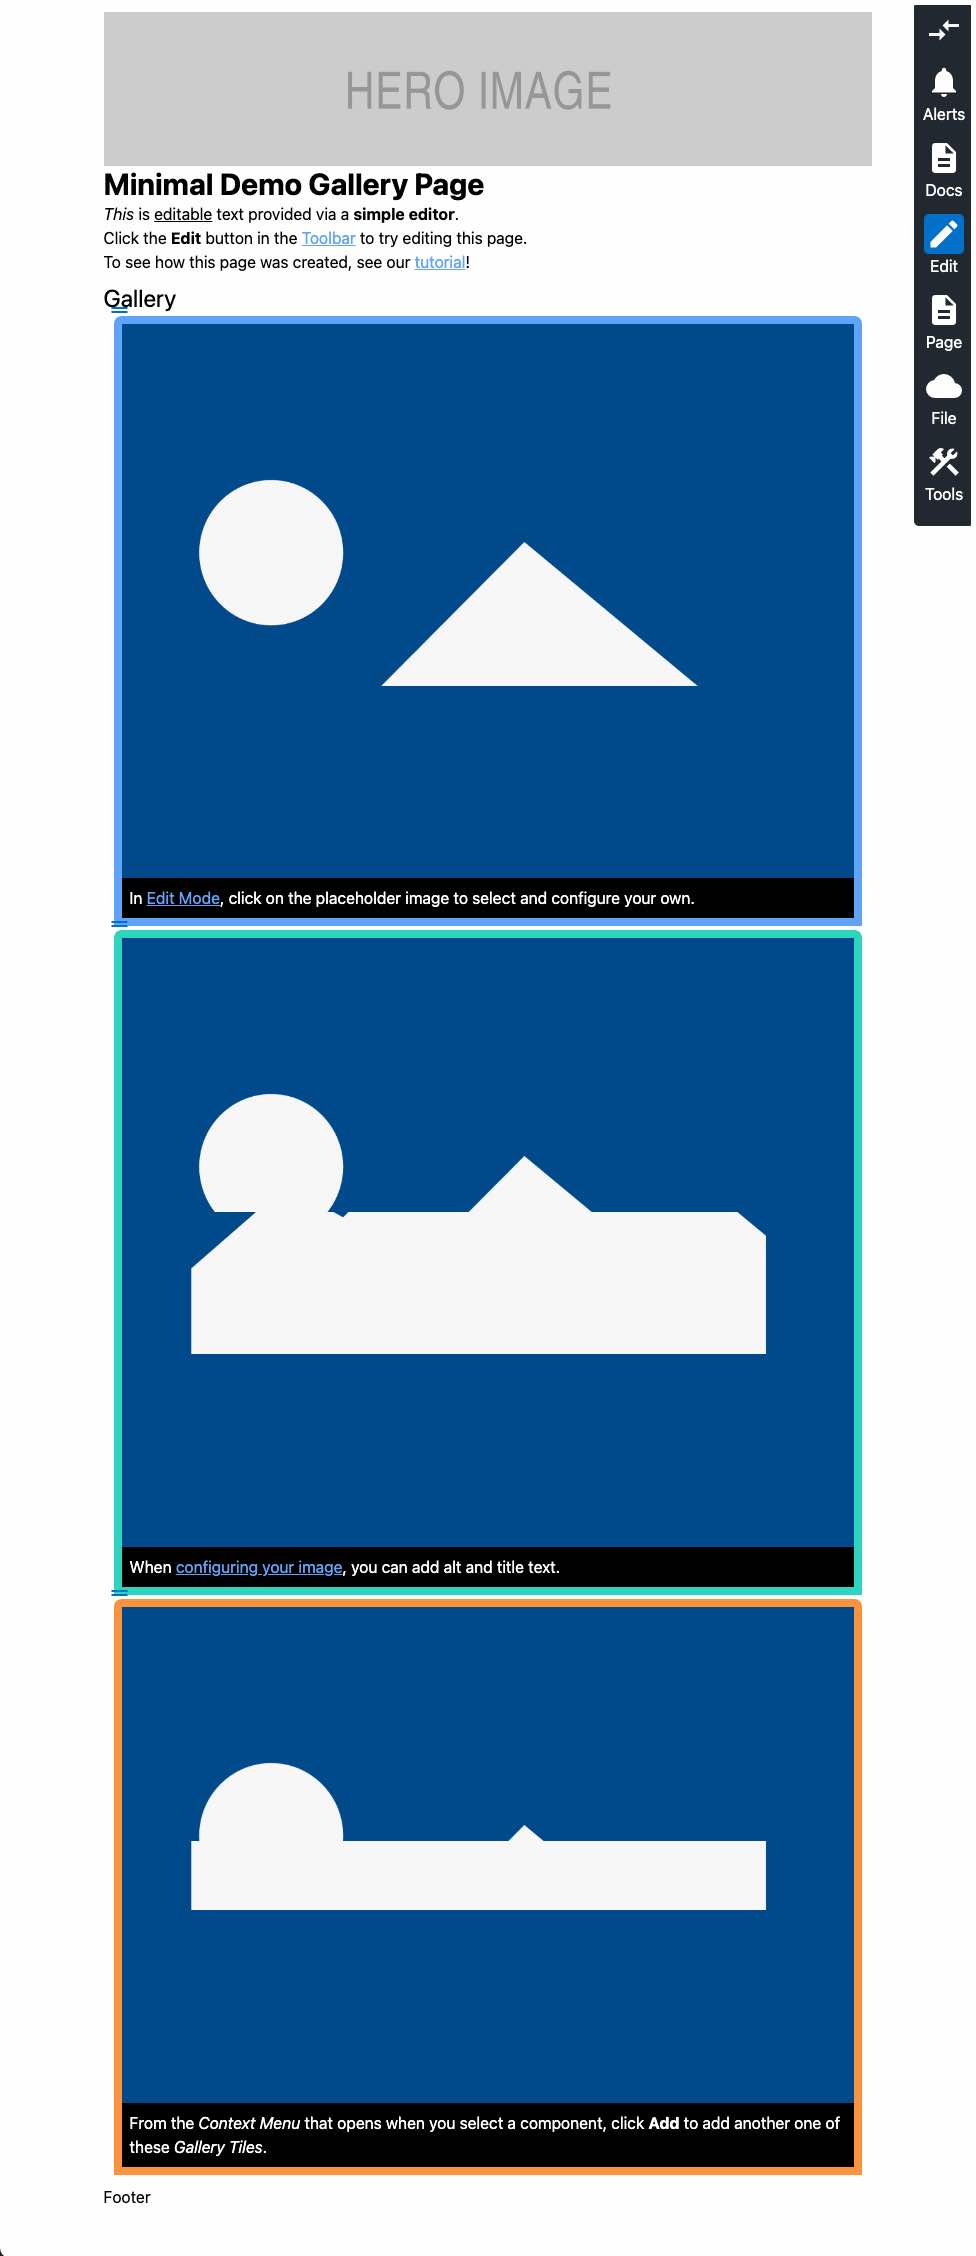 HERO IMAGE
Minimal Demo Gallery Page
This is editable text provided via a simple editor.
Click the Edit button in the Toolbar to try editing this page.
To see how this page was created, see our tutorial!
Gallery
In Edit Mode, click on the placeholder image to select and configure your own.
When configuring your image, you can add alt and title text.
From the Context Menu that opens when you select a component, click Add to add another one of
these Gallery Tiles.
Footer
Alerts
Docs
Edit
Page
File
Tools